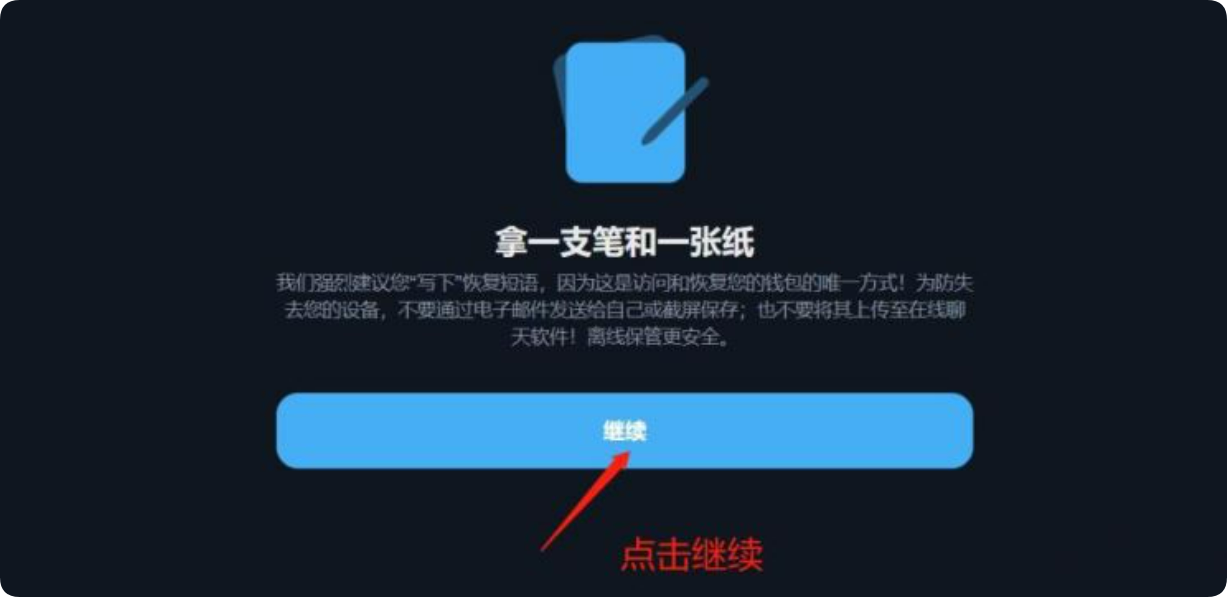 拿一支笔和一张纸
我们强烈建议您“写下”恢复短语，因为这是访问和恢复您的钱包的唯一方式！为防失
去您的设备，不要通过电子邮件发送给自己或截屏保存；也不要将其上传至在线聊
天软件！离线保管更安全。
继续
点击继续